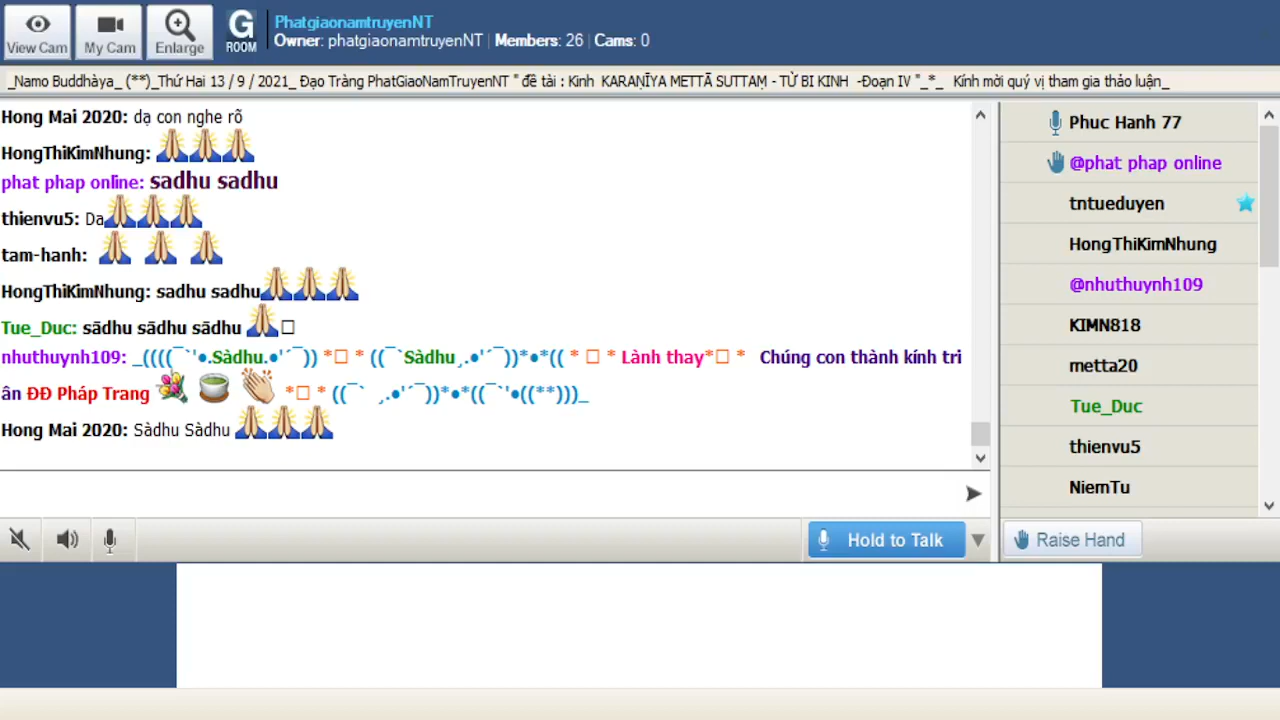 View Cam
My Cam
Enlarge
G
ROOM
PhatgiaonamtruyenNT
Owner: phatgiaonamtruyenNT | Members: 26 | Cams: 0
_Namo Buddhàya_ (**)_Thứ Hai 13 / 9 / 2021_ Đạo Tràng PhatGiaoNamTruyenNT " đề tài : Kinh KARAṆĪYA METTĀ SUTTAṂ - TỪ BI KINH -Đoạn IV "_*_ Kính mời quý vị tham gia thảo luận_
Hong Mai 2020: dạ con nghe rõ
HongThiKimNhung: 🙏🙏🙏
phat phap online: sadhu sadhu
thienvu5: Da🙏🙏🙏
tam-hanh: 🙏 🙏 🙏
HongThiKimNhung: sadhu sadhu🙏🙏🙏
Tue_Duc: sādhu sādhu sādhu 🙏□
nhuthuynh109: _((((¯`'●.Sàdhu.●'´¯)) *□ * ((¯`Sàdhu¸.●'´¯))*●*(( * □ * Lành thay*□ * Chúng con thành kính tri
ân ĐĐ Pháp Trang 💐 🍵 👏 *□ * ((¯` ¸.●'´¯))*●*((¯`'●((**)))_
Hong Mai 2020: Sàdhu Sàdhu 🙏🙏🙏
Phuc Hanh 77
@phat phap online
tntueduyen
HongThiKimNhung
@nhuthuynh109
KIMN818
metta20
Tue_Duc
thienvu5
NiemTu
Hold to Talk
Raise Hand